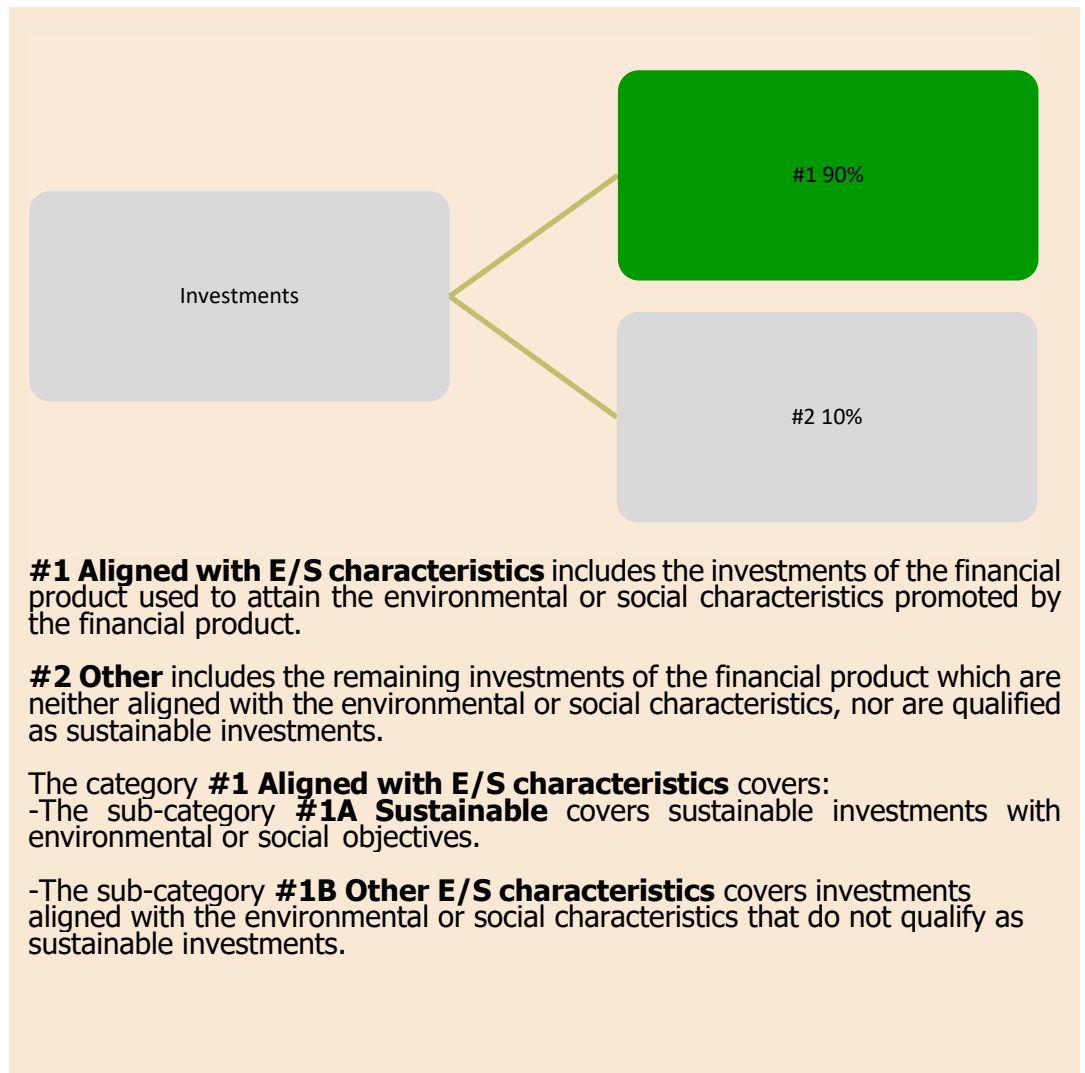 #1 90%
Investments
#2 10%
#1 Aligned with E/S characteristics includes the investments of the financial
product used to attain the environmental or social characteristics promoted by
the financial product.
#2 Other includes the remaining investments of the financial product which are
neither aligned with the environmental or social characteristics, nor are qualified
as sustainable investments.
The category #1 Aligned with E/S characteristics covers:
-The sub-category #1A Sustainable covers sustainable investments with
environmental or social objectives.
-The sub-category #1B Other E/S characteristics covers investments
aligned with the environmental or social characteristics that do not qualify as
sustainable investments.